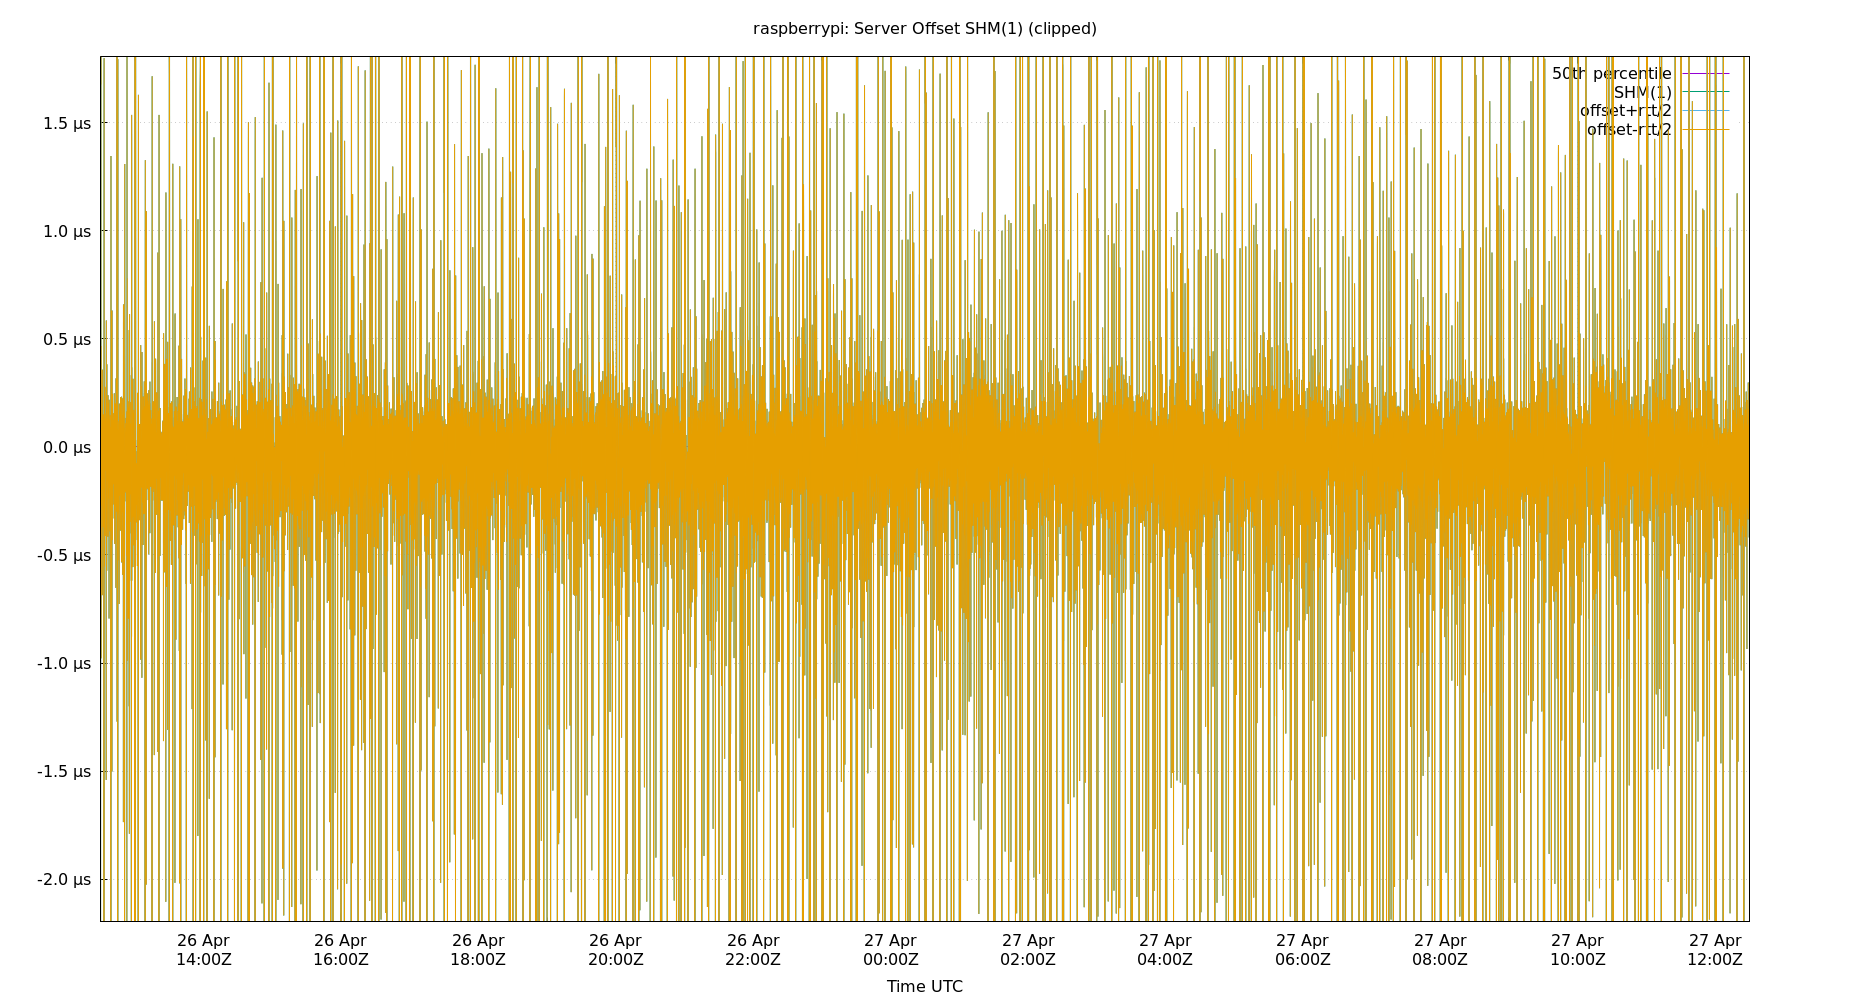 raspberrypi: Server Offset SHM(1) (clipped)
50th percentile
SHM(1)
offset+rtt/2
offset-rtt/2
1.5 µs
1.0 µs
0.5 µs
0.0 µs
-0.5 µs
-1.0 µs
-1.5 µs
-2.0 µs
26 Apr 26 Apr 26 Apr 26 Apr 26 Apr 27 Apr 27 Apr 27 Apr 27 Apr 27 Apr 27 Apr 27 Apr
14:00Z 16:00Z 18:00Z 20:00Z 22:00Z 00:00Z 02:00Z 04:00Z 06:00Z 08:00Z 10:00Z 12:00Z
Time UTC